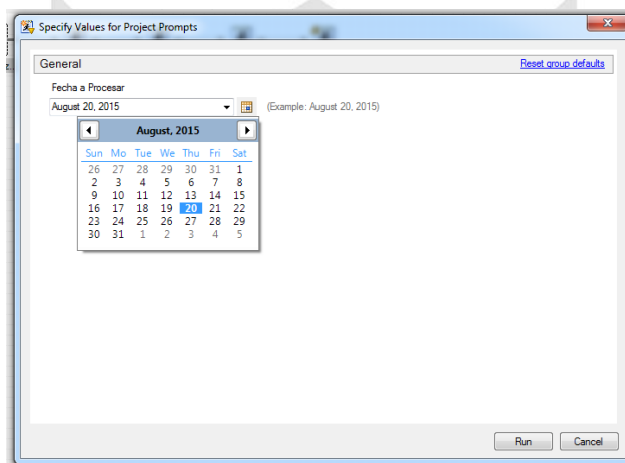 Specify Values for Project Prompts
General Reset group defaults
Fecha a Procesar
August 20, 2015 (Example: August 20, 2015)
August, 2015
Sun Mo Tue We Thu Fri Sat
26 27 28 29 30 31 1
2 3 4 5 6 7 8
9 10 11 12 13 14 15
16 17 18 19 20 21 22
23 24 25 26 27 28 29
30 31 1 2 3 4 5
Run Cancel